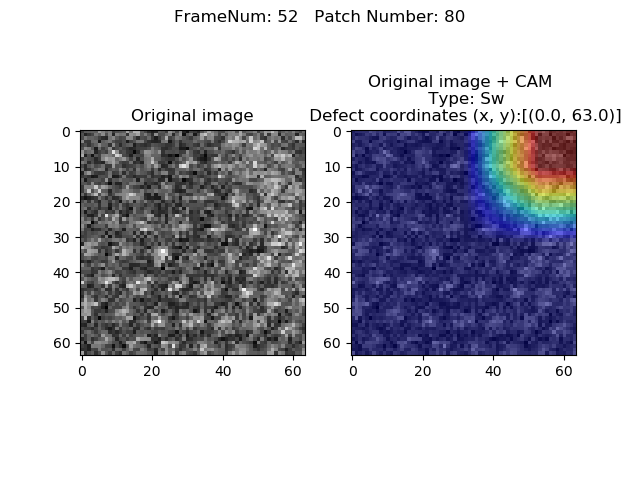 FrameNum: 52   Patch Number: 80
Original image
Original image + CAM
Type: Sw
Defect coordinates (x, y):[(0.0, 63.0)]
0
10
20
30
40
50
60
0 20 40 60
0
10
20
30
40
50
60
0 20 40 60